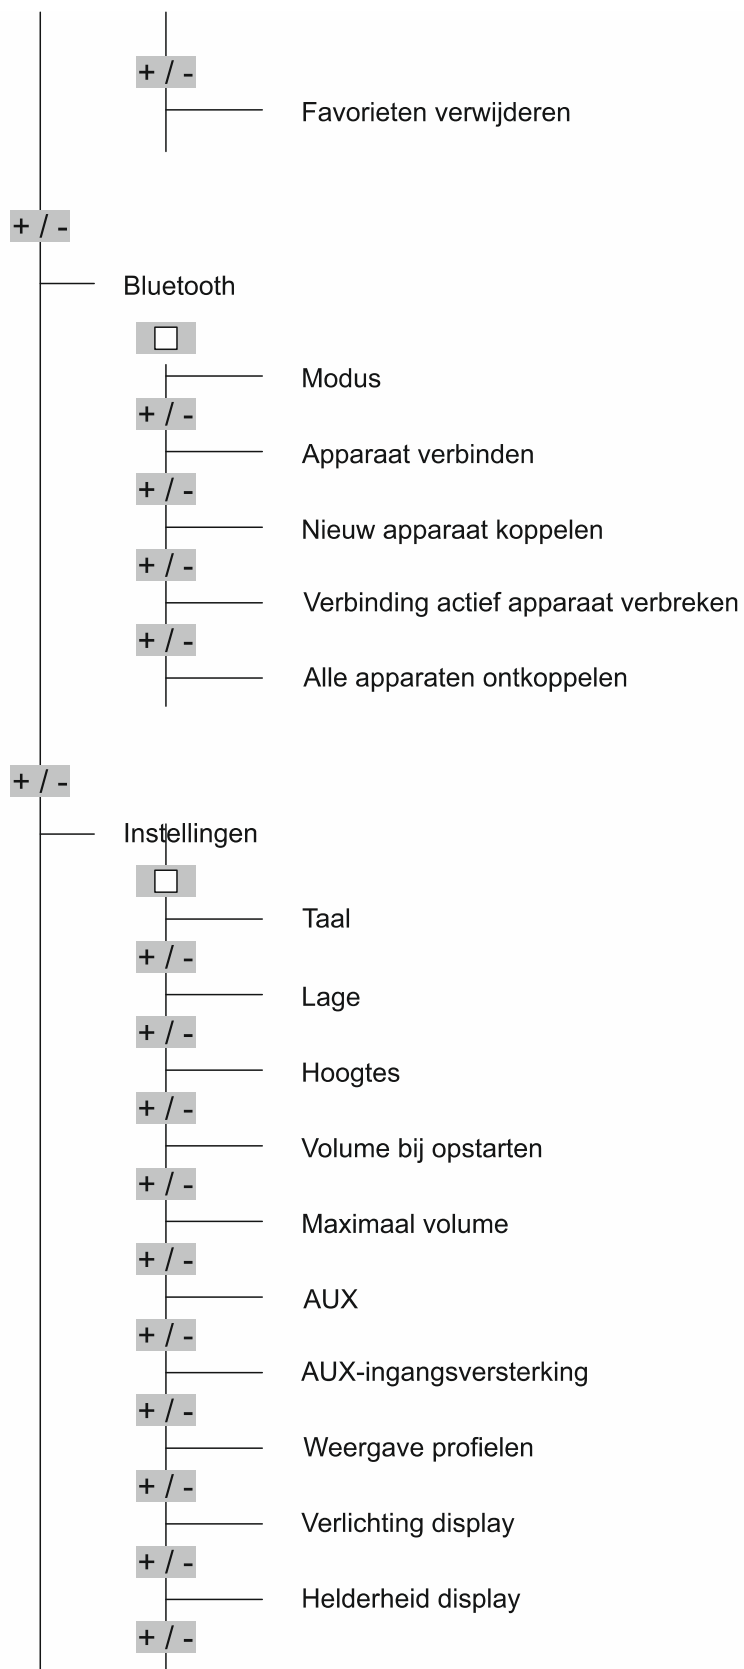 + / -
Favorieten verwijderen
+ / -
Bluetooth
Modus
+ / -
Apparaat verbinden
+ / -
Nieuw apparaat koppelen
+ / -
Verbinding actief apparaat verbreken
+ / -
Alle apparaten ontkoppelen
+ / -
Instellingen
Taal
+ / -
Lage
+ / -
Hoogtes
+ / -
Volume bij opstarten
+ / -
Maximaal volume
+ / -
AUX
+ / -
AUX-ingangsversterking
+ / -
Weergave profielen
+ / -
Verlichting display
+ / -
Helderheid display
+ / -